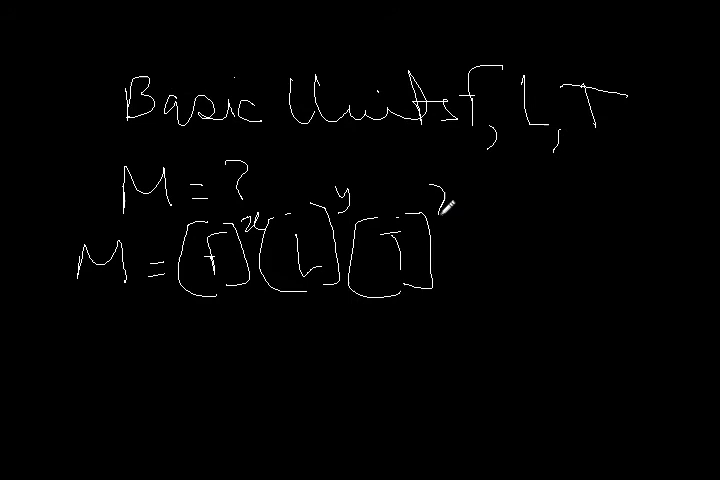 Basic Units F, L, T
M = ?
M = [F]^x [L]^y [T]^z